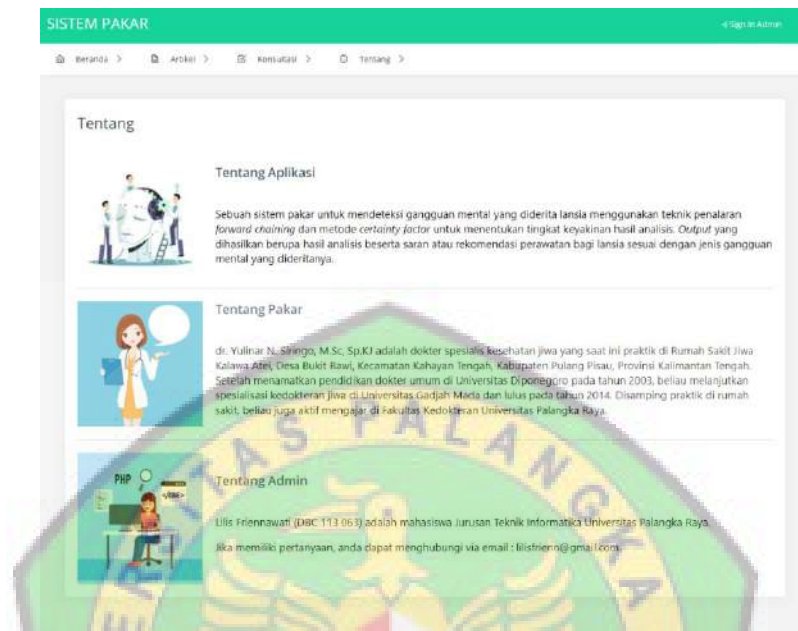 SISTEM PAKAR
Sign In Admin
Beranda >
Artikel >
Konsultasi >
Tentang >
Tentang
Tentang Aplikasi
Sebuah sistem pakar untuk mendeteksi gangguan mental yang diderita lansia menggunakan teknik penalaran
forward chaining dan metode certainty factor untuk menentukan tingkat keyakinan hasil analisis. Output yang
dihasilkan berupa hasil analisis beserta saran atau rekomendasi perawatan bagi lansia sesuai dengan jenis gangguan
mental yang dideritanya.
Tentang Pakar
dr. Yulinar N. Siringo, M.Sc, Sp.KJ adalah dokter spesialis kesehatan jiwa yang saat ini praktik di Rumah Sakit Jiwa
Kalawa Atei, Desa Bukit Rawi, Kecamatan Kahayan Tengah, Kabupaten Pulang Pisau, Provinsi Kalimantan Tengah.
Setelah menamatkan pendidikan dokter umum di Universitas Diponegoro pada tahun 2003, beliau melanjutkan
spesialisasi kedokteran jiwa di Universitas Gadjah Mada dan lulus pada tahun 2014. Disamping praktik di rumah
sakit, beliau juga aktif mengajar di Fakultas Kedokteran Universitas Palangka Raya.
PHP
Tentang Admin
Lilis Friennawati (DBC 113 063) adalah mahasiswa Jurusan Teknik Informatika Universitas Palangka Raya.
Jika memiliki pertanyaan, anda dapat menghubungi via email : lilisfrienn@gmail.com
ERSITAS PALANGKA